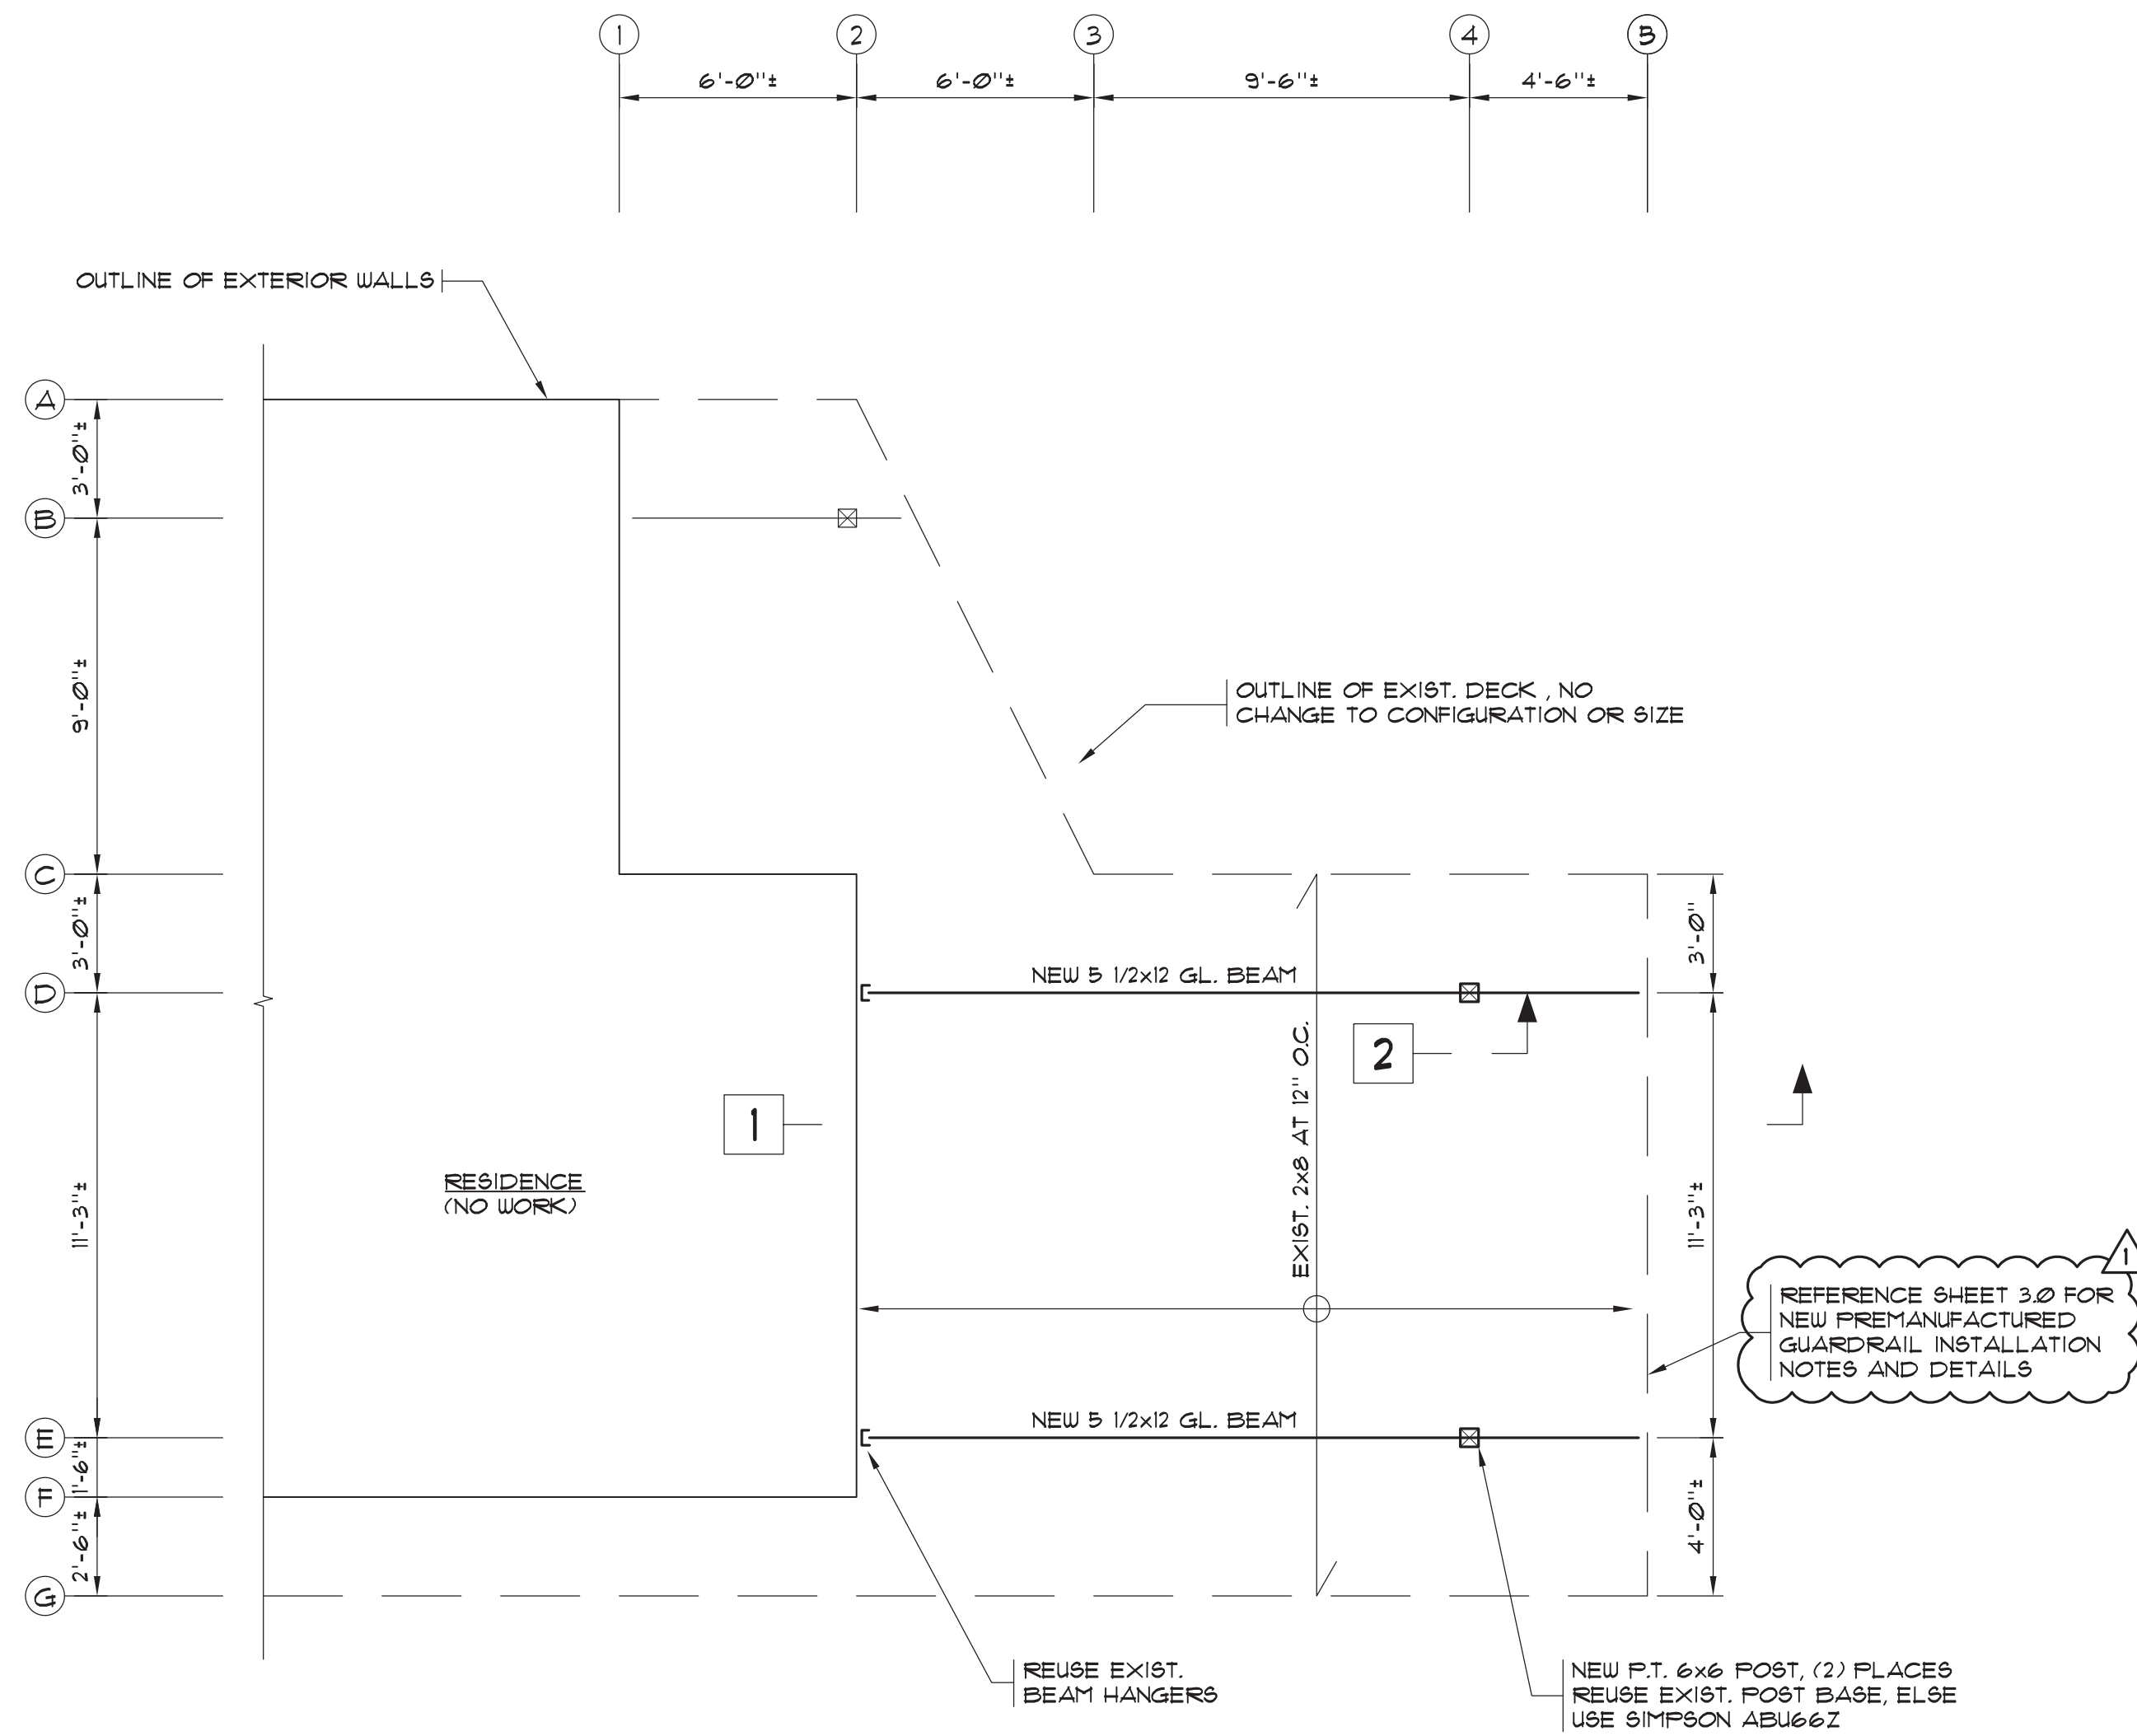 1
2
3
4
6'-0"±
6'-0"±
9'-6"±
4'-6"±
OUTLINE OF EXTERIOR WALLS
A
3'-0"±
B
9'-0"±
OUTLINE OF EXIST. DECK , NO
CHANGE TO CONFIGURATION OR SIZE
C
3'-0"±
3'-0"
D
NEW 5 1/2x12 GL. BEAM
2
EXIST. 2x8 AT 12" O.C.
1
RESIDENCE
(NO WORK)
11'-3"±
11'-3"±
1
REFERENCE SHEET 3.0 FOR
NEW PREMANUFACTURED
GUARDRAIL INSTALLATION
NOTES AND DETAILS
E
NEW 5 1/2x12 GL. BEAM
1'-6"±
F
2'-6"±
4'-0"±
G
REUSE EXIST.
BEAM HANGERS
NEW P.T. 6x6 POST, (2) PLACES
REUSE EXIST. POST BASE, ELSE
USE SIMPSON ABU66Z